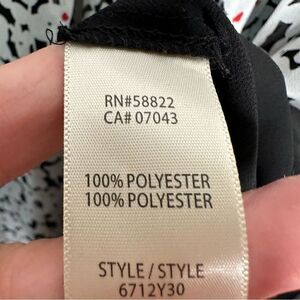 RN#58822
CA# 07043
100% POLYESTER
100% POLYESTER
STYLE / STYLE
6712Y30